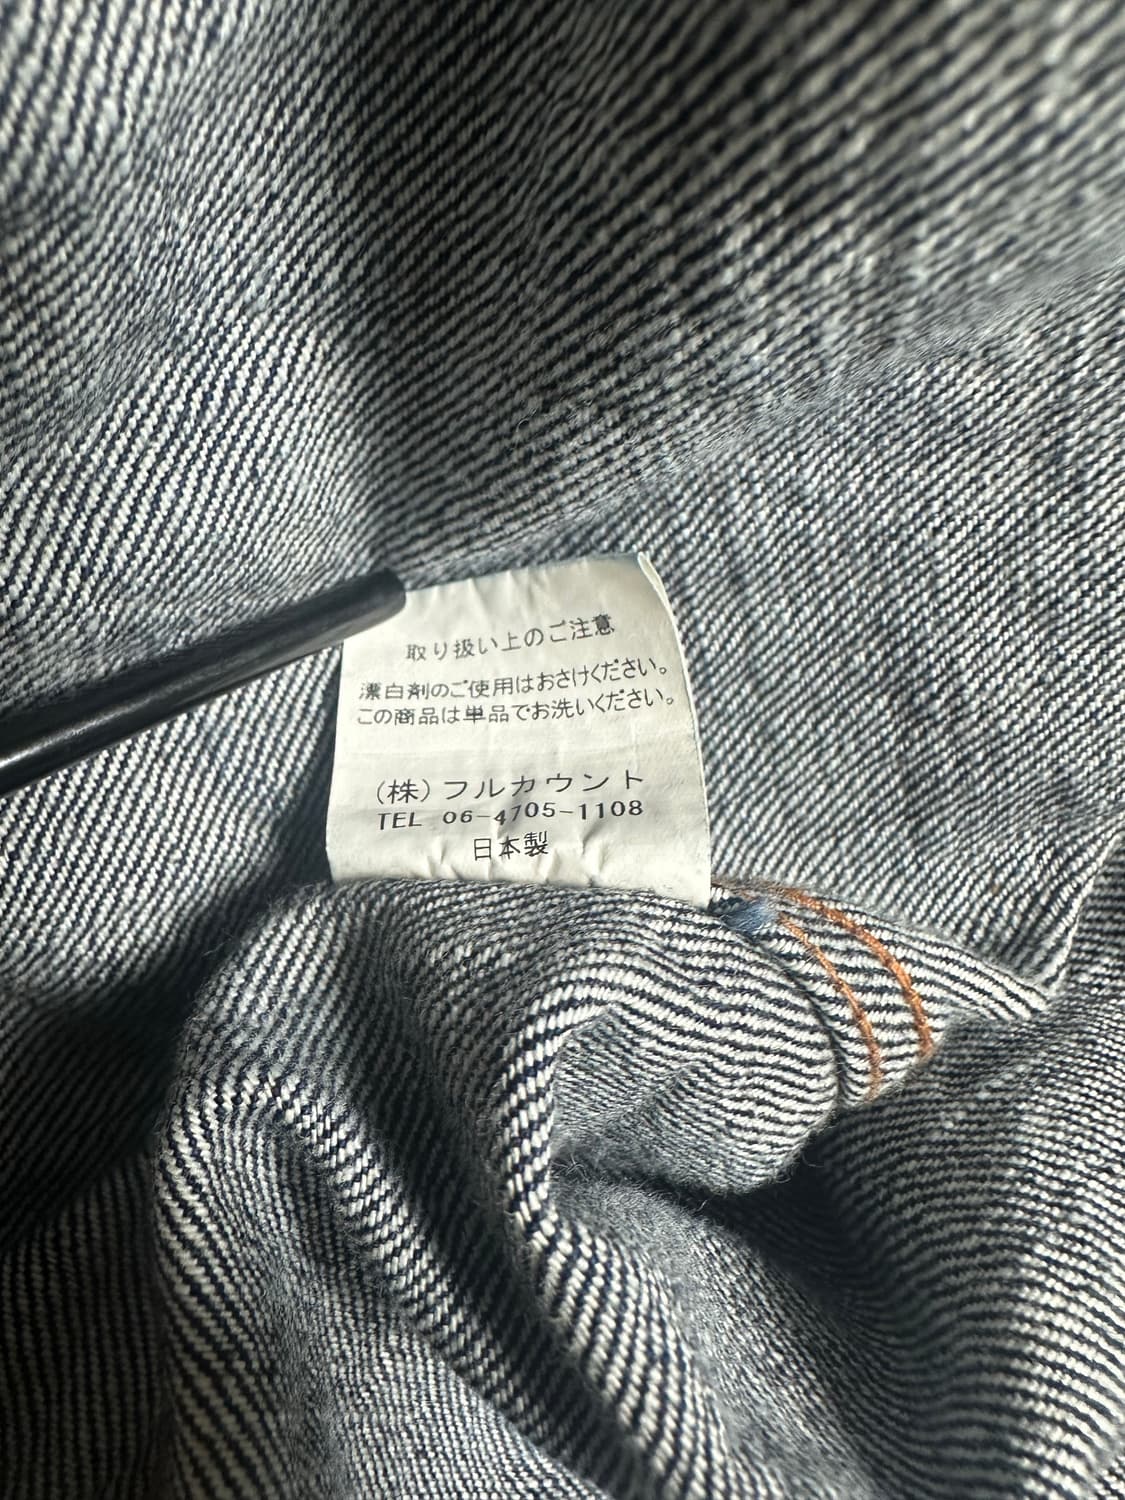 取り扱い上のご注意
漂白剤のご使用はおさけください。
この商品は単品でお洗いください。
(株)フルカウント
TEL 06-4705-1108
日本製